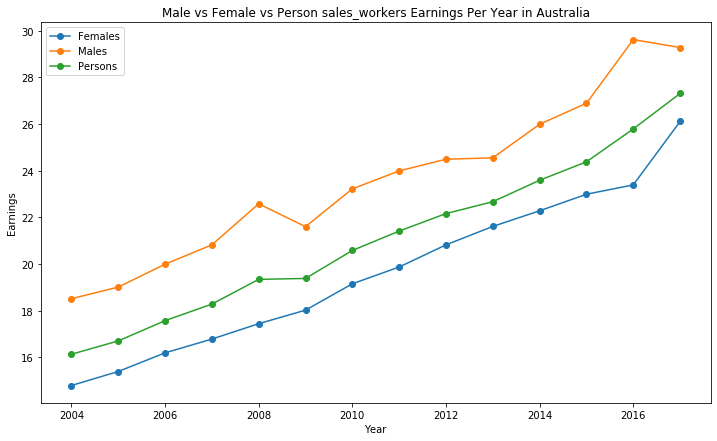 Male vs Female vs Person sales_workers Earnings Per Year in Australia
Females
Males
Persons
30
28
26
24
22
20
18
16
Earnings
2004 2006 2008 2010 2012 2014 2016
Year